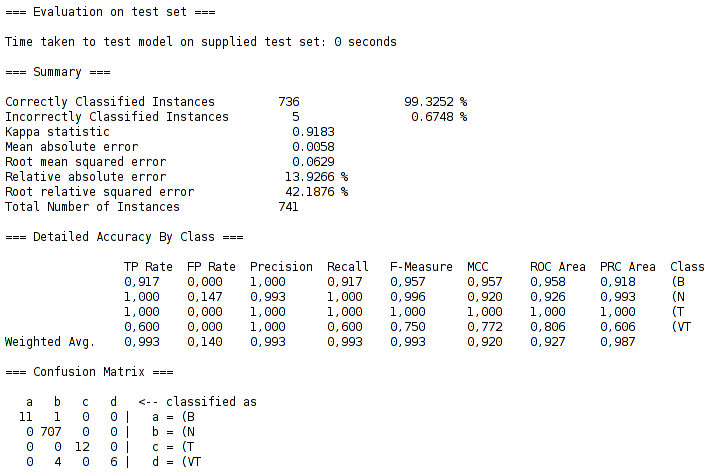 === Evaluation on test set ===
Time taken to test model on supplied test set: 0 seconds
=== Summary ===
Correctly Classified Instances 736 99.3252 %
Incorrectly Classified Instances 5 0.6748 %
Kappa statistic 0.9183
Mean absolute error 0.0058
Root mean squared error 0.0629
Relative absolute error 13.9266 %
Root relative squared error 42.1876 %
Total Number of Instances 741
=== Detailed Accuracy By Class ===
TP Rate FP Rate Precision Recall F-Measure MCC ROC Area PRC Area Class
0,917 0,000 1,000 0,917 0,957 0,957 0,958 0,918 (B
1,000 0,147 0,993 1,000 0,996 0,920 0,926 0,993 (N
1,000 0,000 1,000 1,000 1,000 1,000 1,000 1,000 (T
0,600 0,000 1,000 0,600 0,750 0,772 0,806 0,606 (VT
Weighted Avg. 0,993 0,140 0,993 0,993 0,993 0,920 0,927 0,987
=== Confusion Matrix ===
a b c d <-- classified as
11 1 0 0 | a = (B
0 707 0 0 | b = (N
0 0 12 0 | c = (T
0 4 0 6 | d = (VT